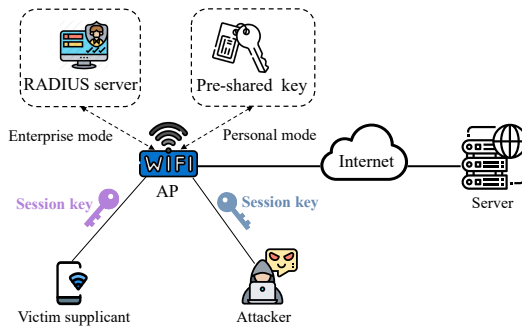 RADIUS server
Pre-shared key
Enterprise mode
Personal mode
WIFI
AP
Internet
Server
Session key
Session key
Victim supplicant
Attacker